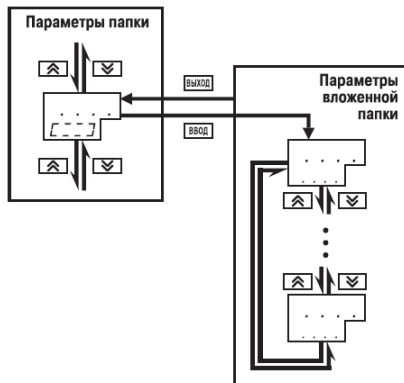 Параметры папки
ВЫХОД
ВВОД
Параметры
вложенной
папки